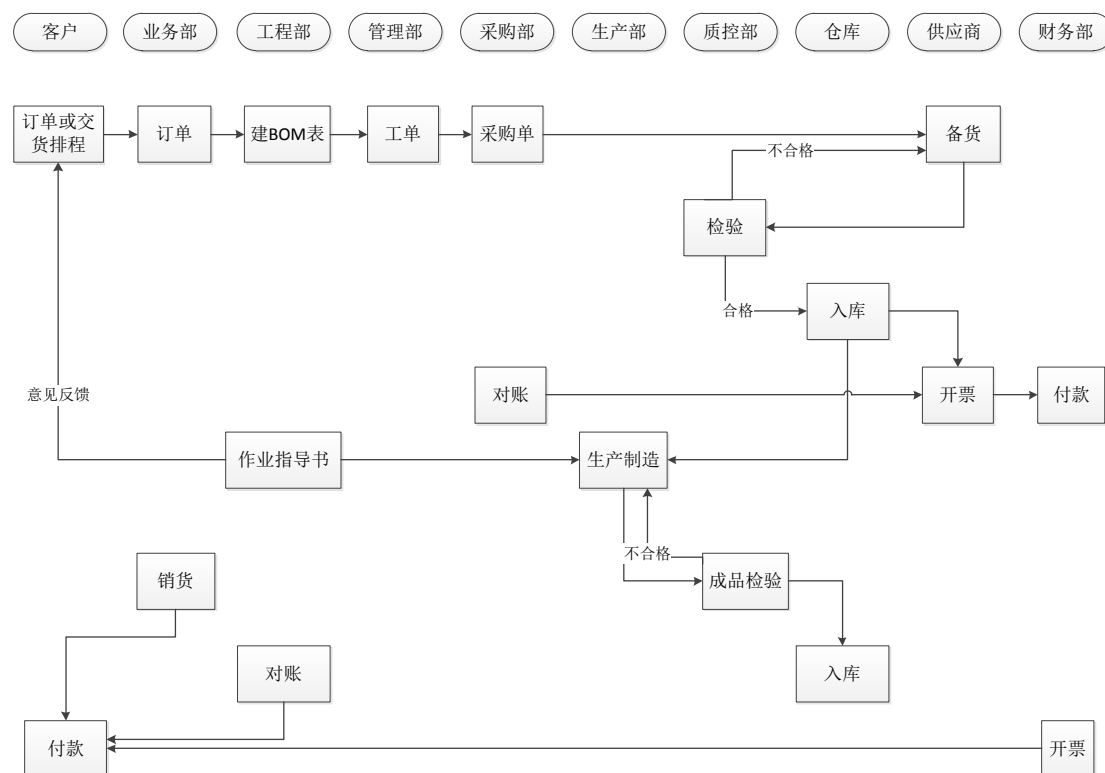 客户
业务部
工程部
管理部
采购部
生产部
质控部
仓库
供应商
财务部
订单或交
货排程
订单
建BOM表
工单
采购单
备货
不合格
检验
合格
入库
意见反馈
对账
开票
付款
作业指导书
生产制造
不合格
成品检验
销货
对账
入库
付款
开票